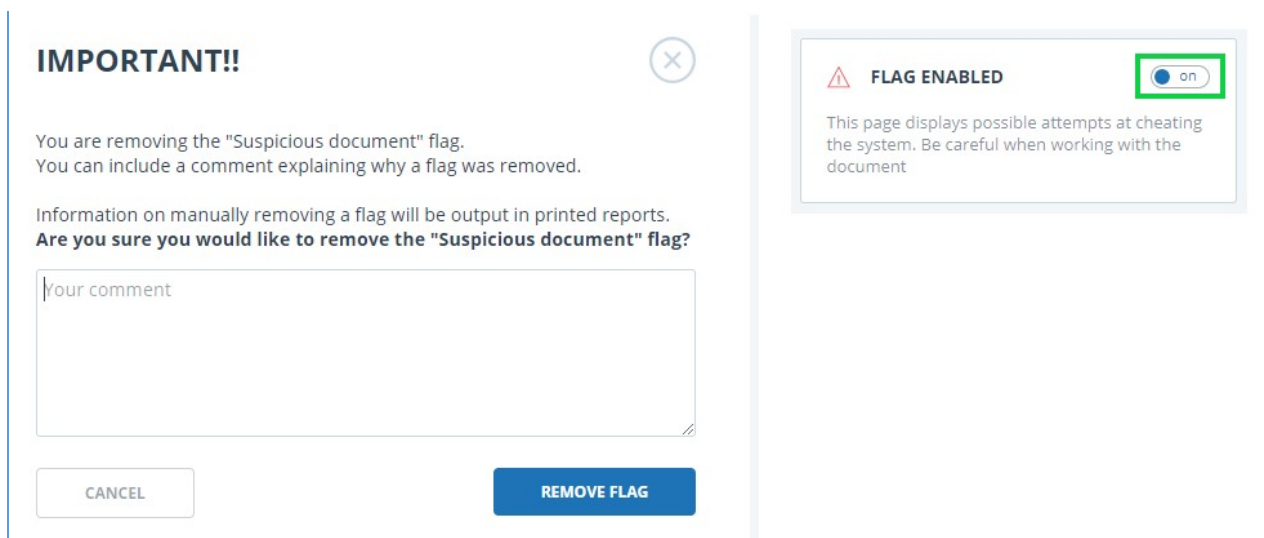 IMPORTANT!!
You are removing the "Suspicious document" flag.
You can include a comment explaining why a flag was removed.
Information on manually removing a flag will be output in printed reports.
Are you sure you would like to remove the "Suspicious document" flag?
Your comment
CANCEL
REMOVE FLAG
FLAG ENABLED
on
This page displays possible attempts at cheating
the system. Be careful when working with the
document